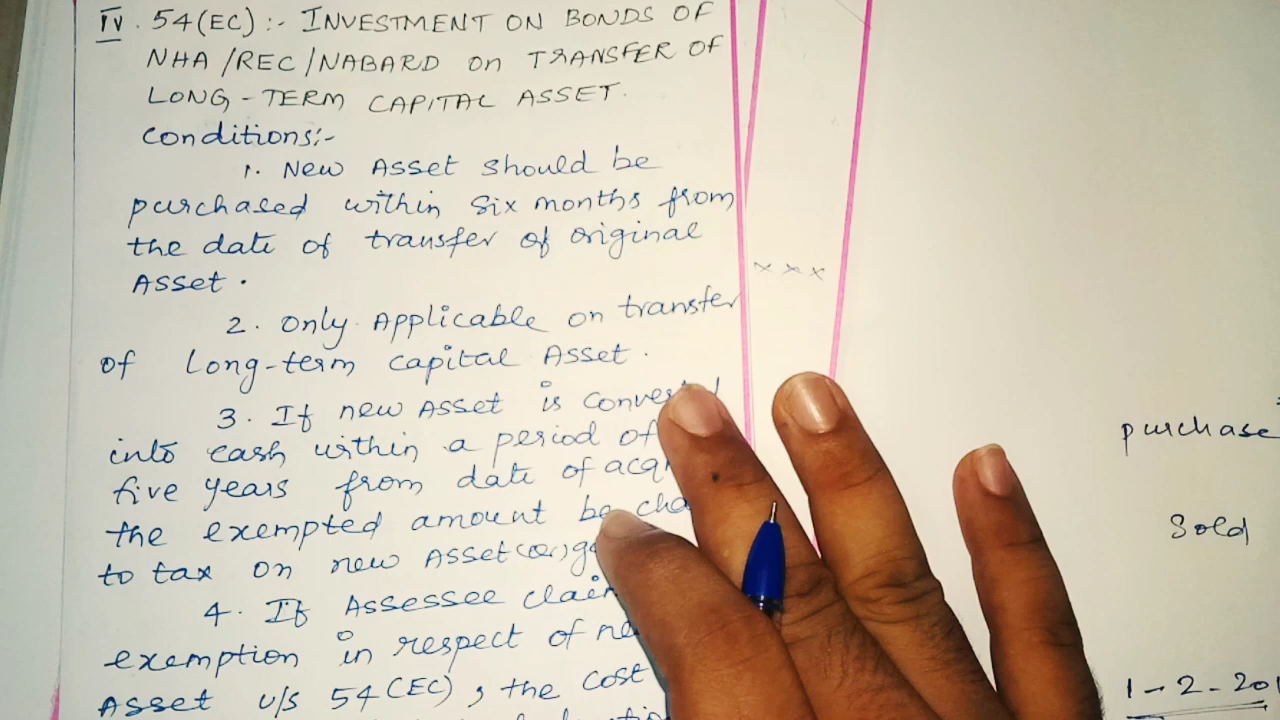 IV. 54(EC):- INVESTMENT ON BONDS OF
NHA/REC/NABARD on TRANSFER OF
LONG-TERM CAPITAL ASSET.
Conditions:-
1. New Asset should be
purchased within six months from
the date of transfer of original
Asset.
2. Only Applicable on transfer
of Long-term capital Asset.
3. If new Asset is
into cash within a period of
five years from date of
the exempted amount be
to tax on new Asset(or)
4. If Assessee
exemption in respect of
Asset u/s 54(EC), the cost
x x x
purchase
Sold
1-2-201